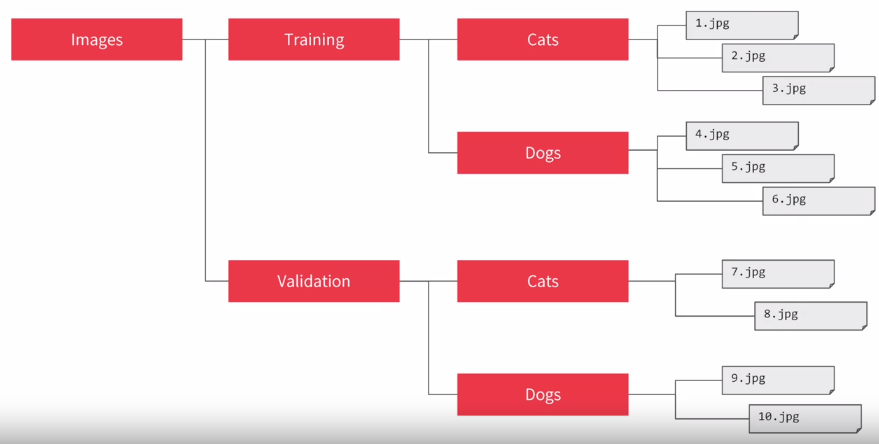 Images
Training
Cats
1.jpg
2.jpg
3.jpg
Dogs
4.jpg
5.jpg
6.jpg
Validation
Cats
7.jpg
8.jpg
Dogs
9.jpg
10.jpg